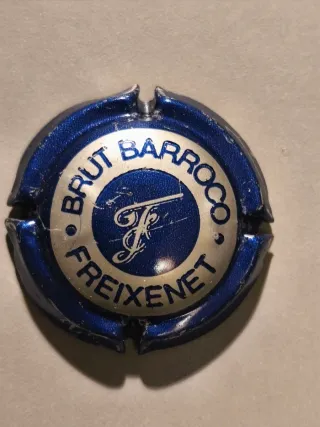 · BRUT BARROCO ·
FREIXENET
F